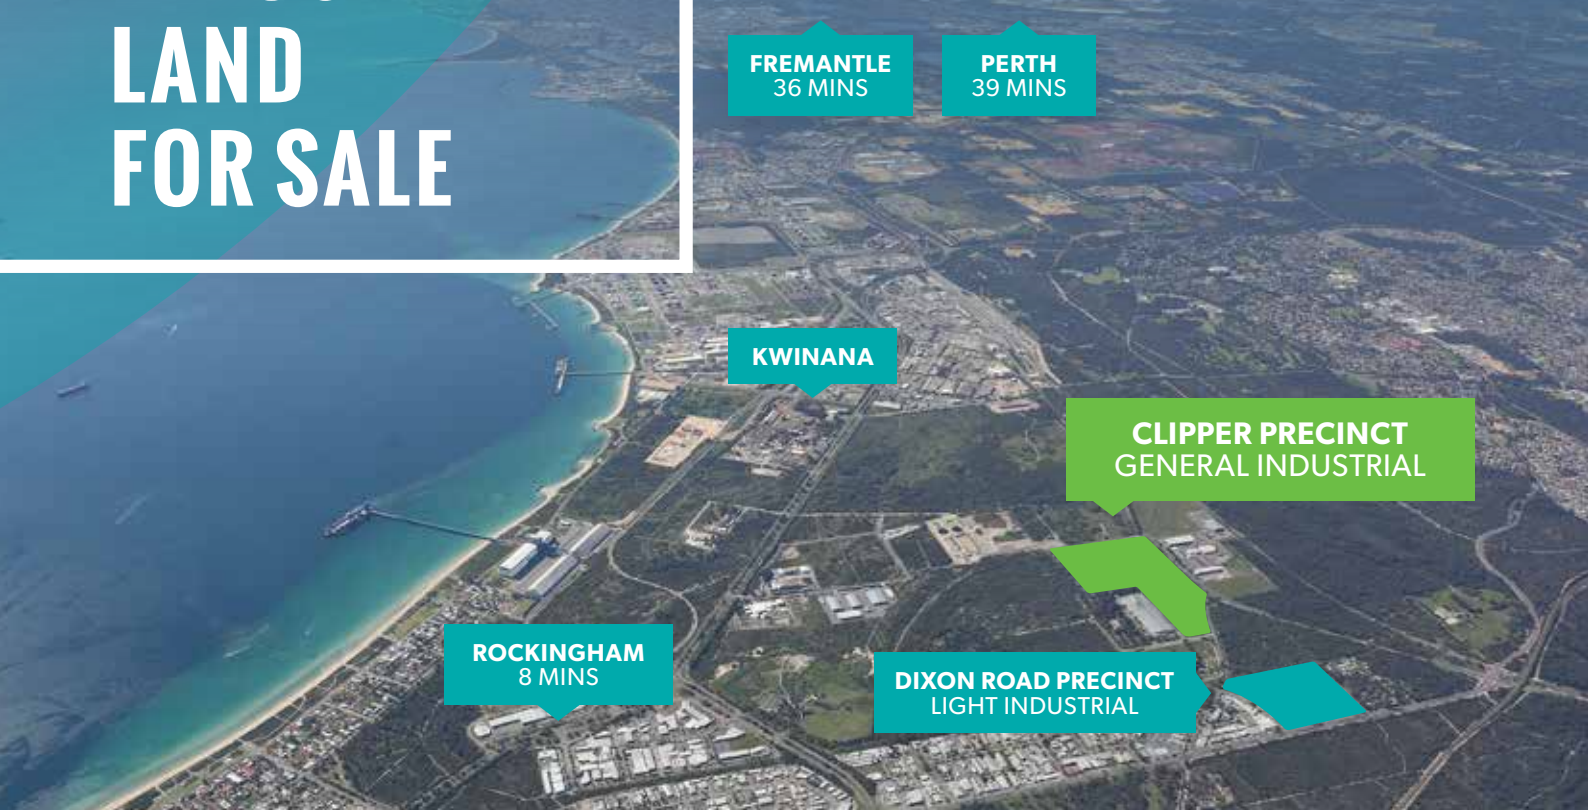 LAND
FOR SALE
FREMANTLE
36 MINS
PERTH
39 MINS
KWINANA
CLIPPER PRECINCT
GENERAL INDUSTRIAL
ROCKINGHAM
8 MINS
DIXON ROAD PRECINCT
LIGHT INDUSTRIAL